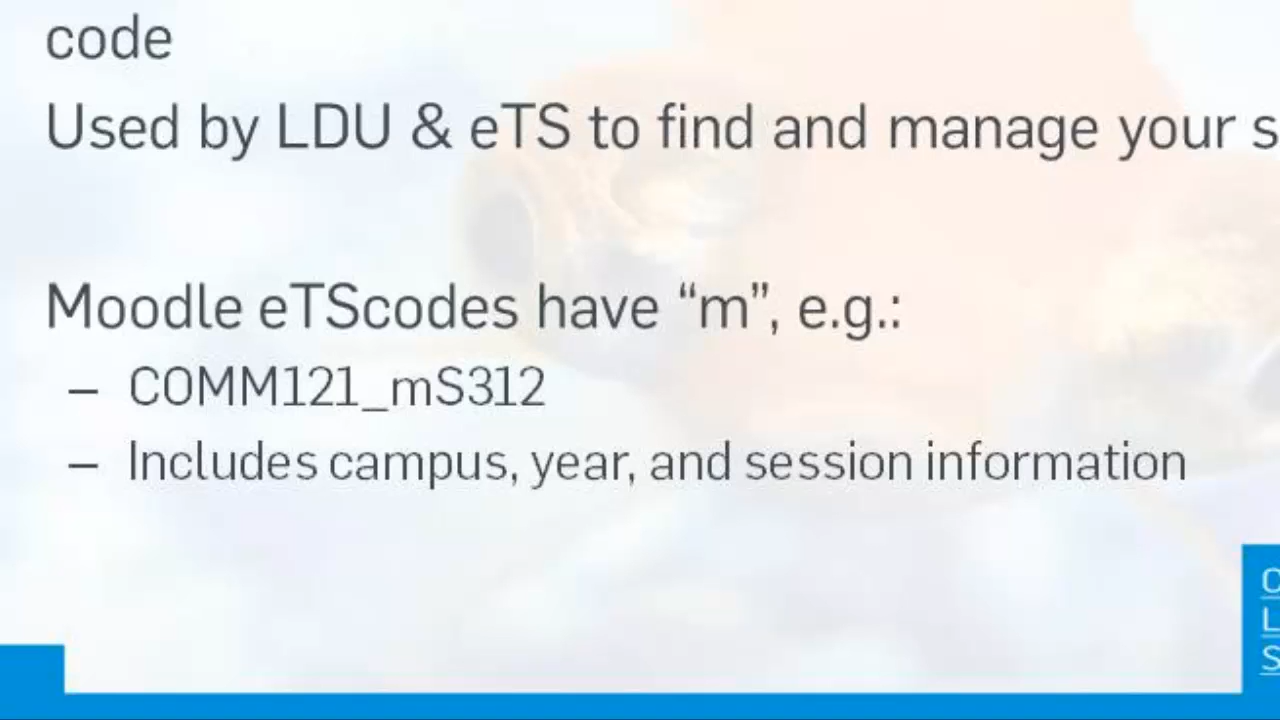 code
Used by LDU & eTS to find and manage your s
Moodle eTScodes have “m”, e.g.:
– COMM121_mS312
– Includes campus, year, and session information
C
L
S